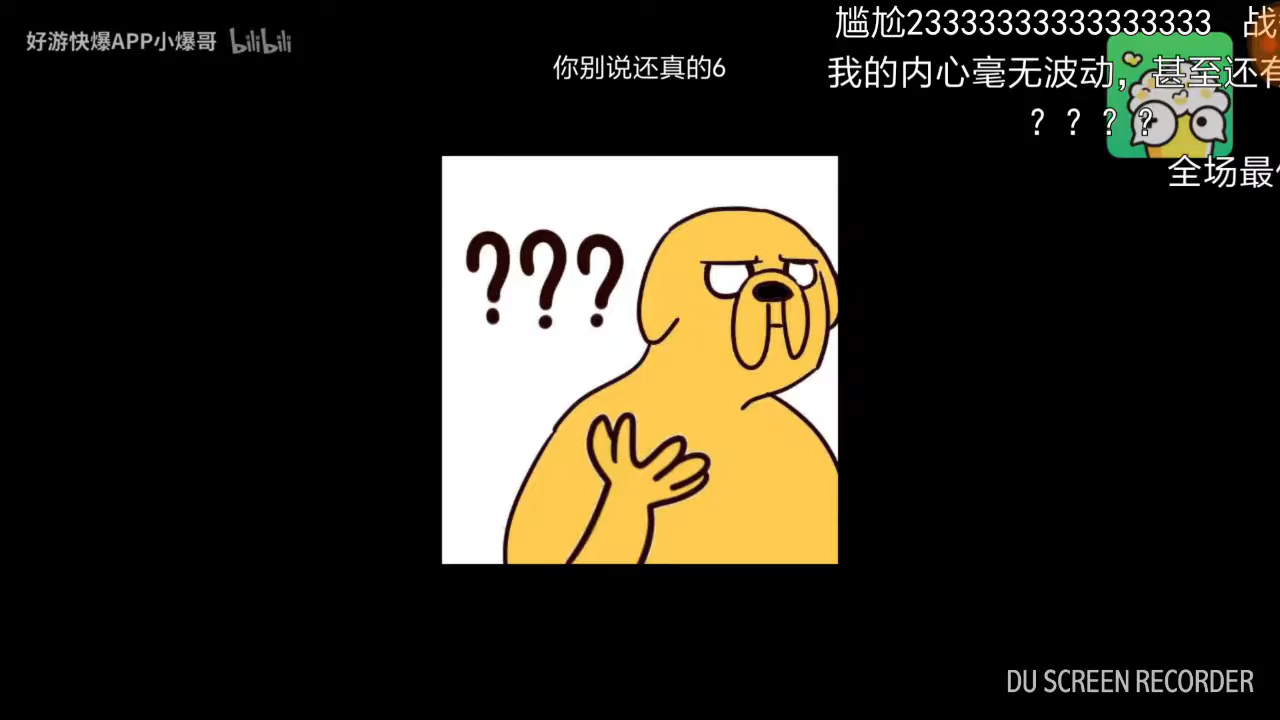 好游快爆APP小爆哥 bilibili
尴尬23333333333333333 战
你别说还真的6
我的内心毫无波动，甚至还有
？？？？
全场最
???
DU SCREEN RECORDER